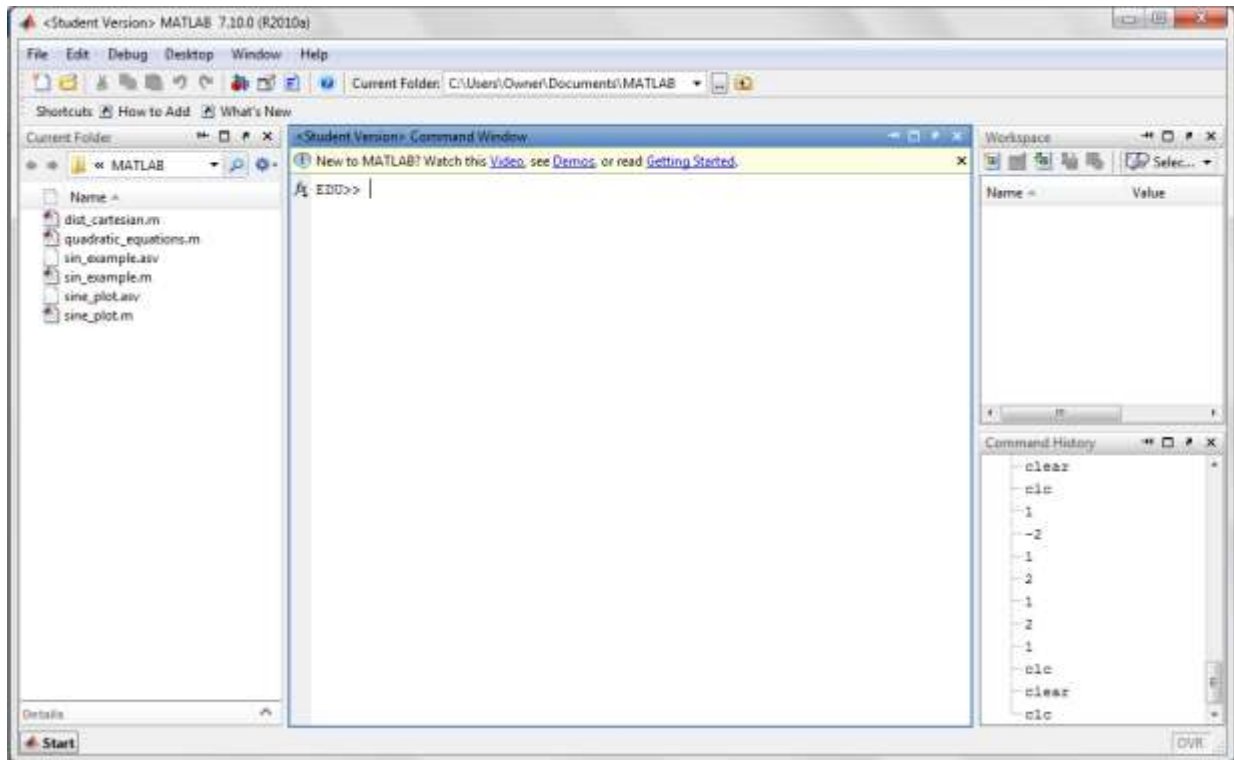 <Student Version> MATLAB 7.10.0 (R2010a)
File Edit Debug Desktop Window Help
Current Folder: C:\Users\Owner\Documents\MATLAB
Shortcuts How to Add What's New
Current Folder
« MATLAB
Name
dist_cartesian.m
quadratic_equations.m
sin_example.asv
sin_example.m
sine_plot.asv
sine_plot.m
Details
<Student Version> Command Window
New to MATLAB? Watch this Video, see Demos, or read Getting Started.
fx EDU>>
Workspace
Selec...
Name Value
Command History
clear
clc
1
-2
1
2
1
2
1
clc
clear
clc
Start
OVR